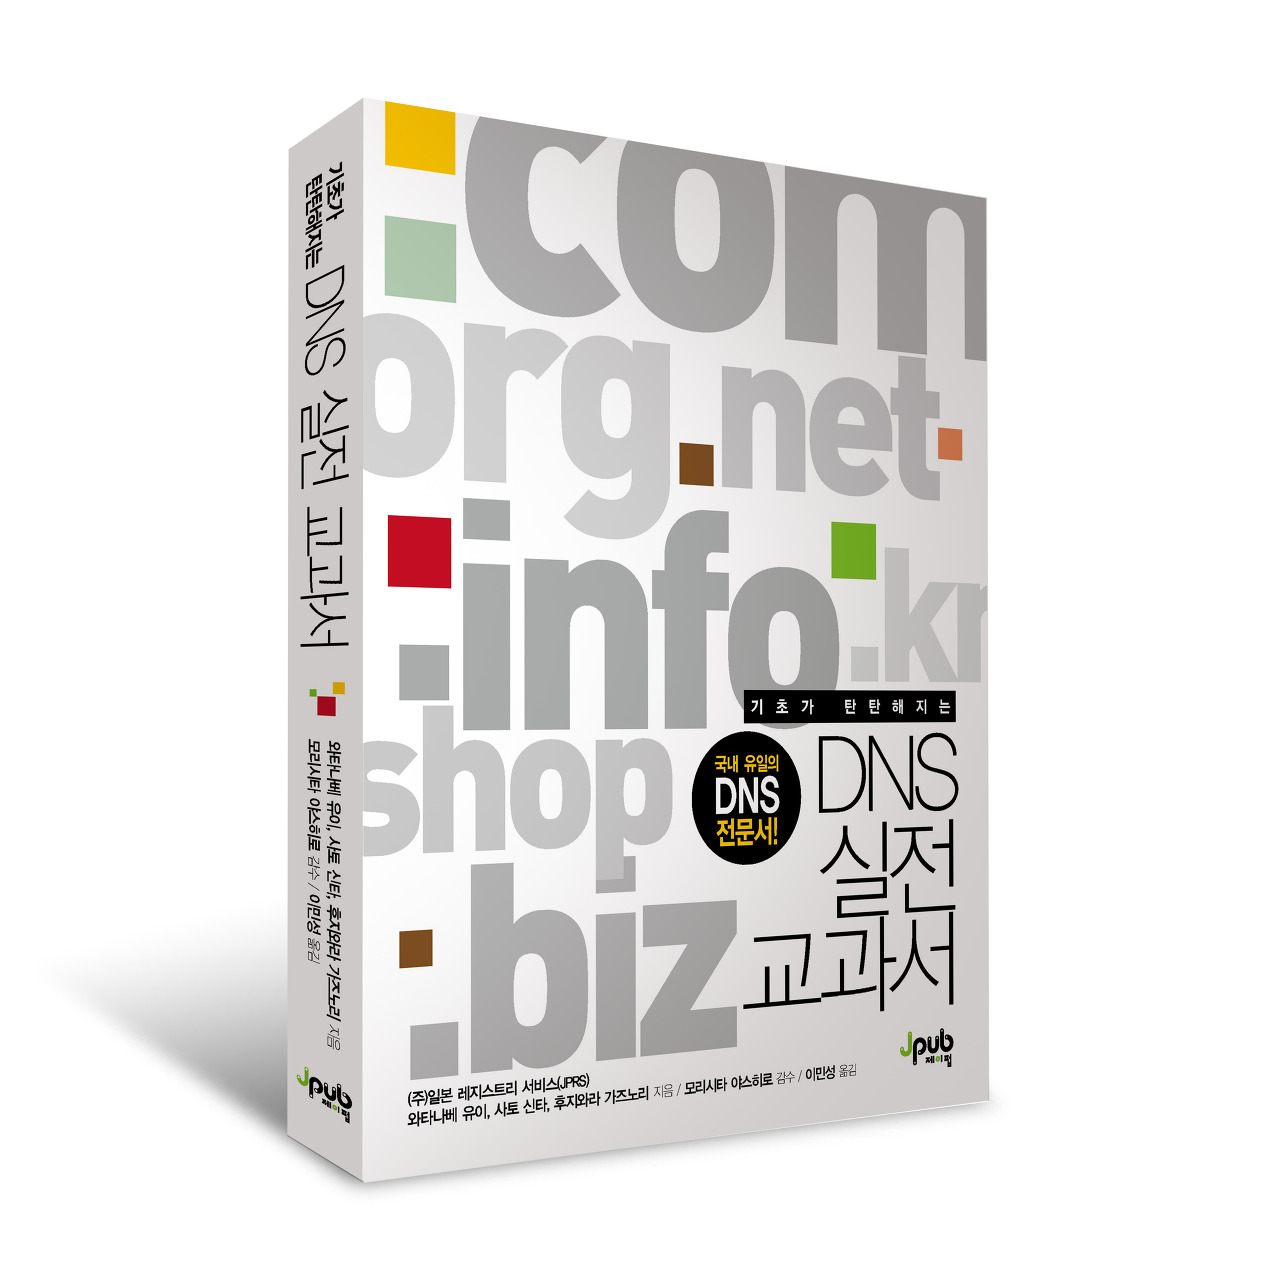 기초가
탄탄해지는 DNS 실전 교과서
와타나베 유이, 사토 신타, 후지와라 가즈노리 지음
모리시타 야스히로 감수 / 이민성 옮김
Jpub
제이펍
.com
org.net
.info.kr
shop
.biz
기초가 탄탄해지는
국내 유일의
DNS
전문서!
DNS
실전
교과서
Jpub
제이펍
(주)일본 레지스트리 서비스(JPRS)
와타나베 유이, 사토 신타, 후지와라 가즈노리 지음 / 모리시타 야스히로 감수 / 이민성 옮김